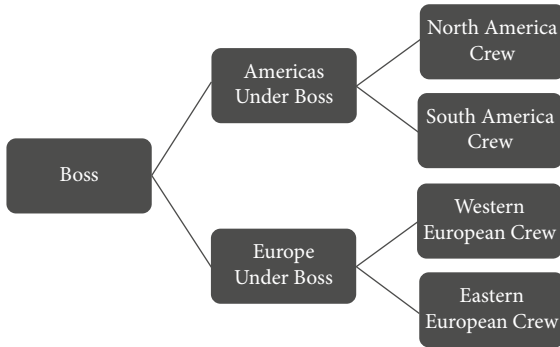 Boss
Americas
Under Boss
Europe
Under Boss
North America
Crew
South America
Crew
Western
European Crew
Eastern
European Crew